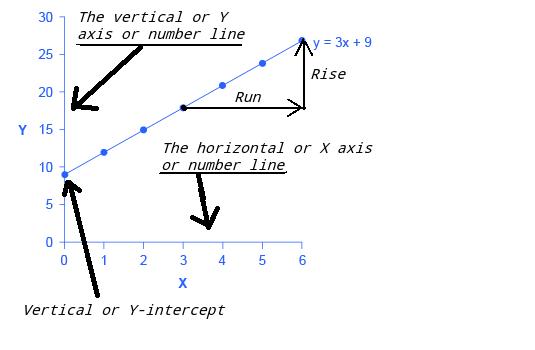 The vertical or Y
axis or number line
y = 3x + 9
Rise
Run
The horizontal or X axis
or number line
30
25
20
15
10
5
0
Y
0 1 2 3 4 5 6
X
Vertical or Y-intercept